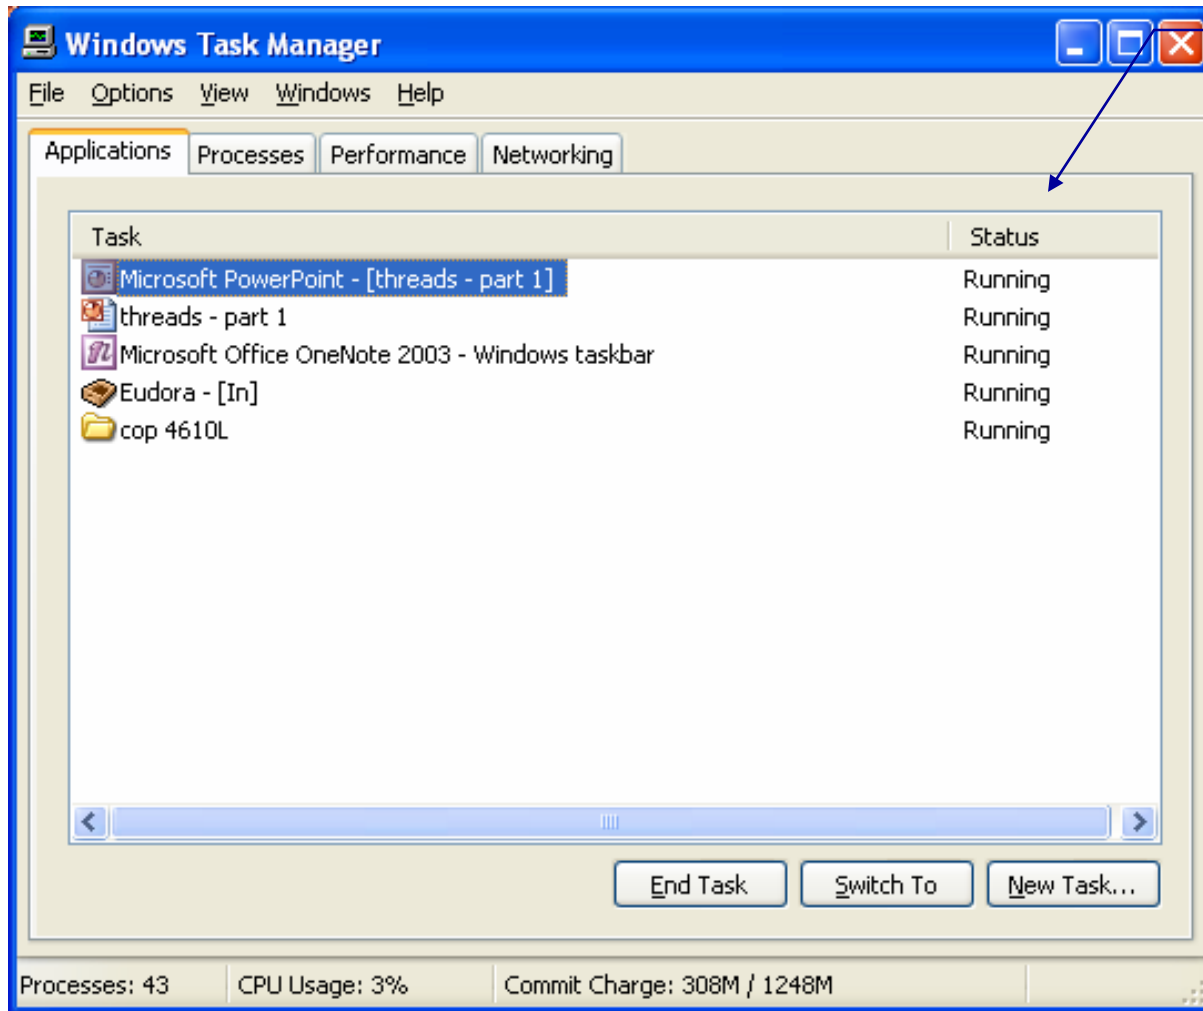 Windows Task Manager
File Options View Windows Help
Applications Processes Performance Networking
Task Status
Microsoft PowerPoint - [threads - part 1] Running
threads - part 1 Running
Microsoft Office OneNote 2003 - Windows taskbar Running
Eudora - [In] Running
cop 4610L Running
End Task Switch To New Task...
Processes: 43 CPU Usage: 3% Commit Charge: 308M / 1248M